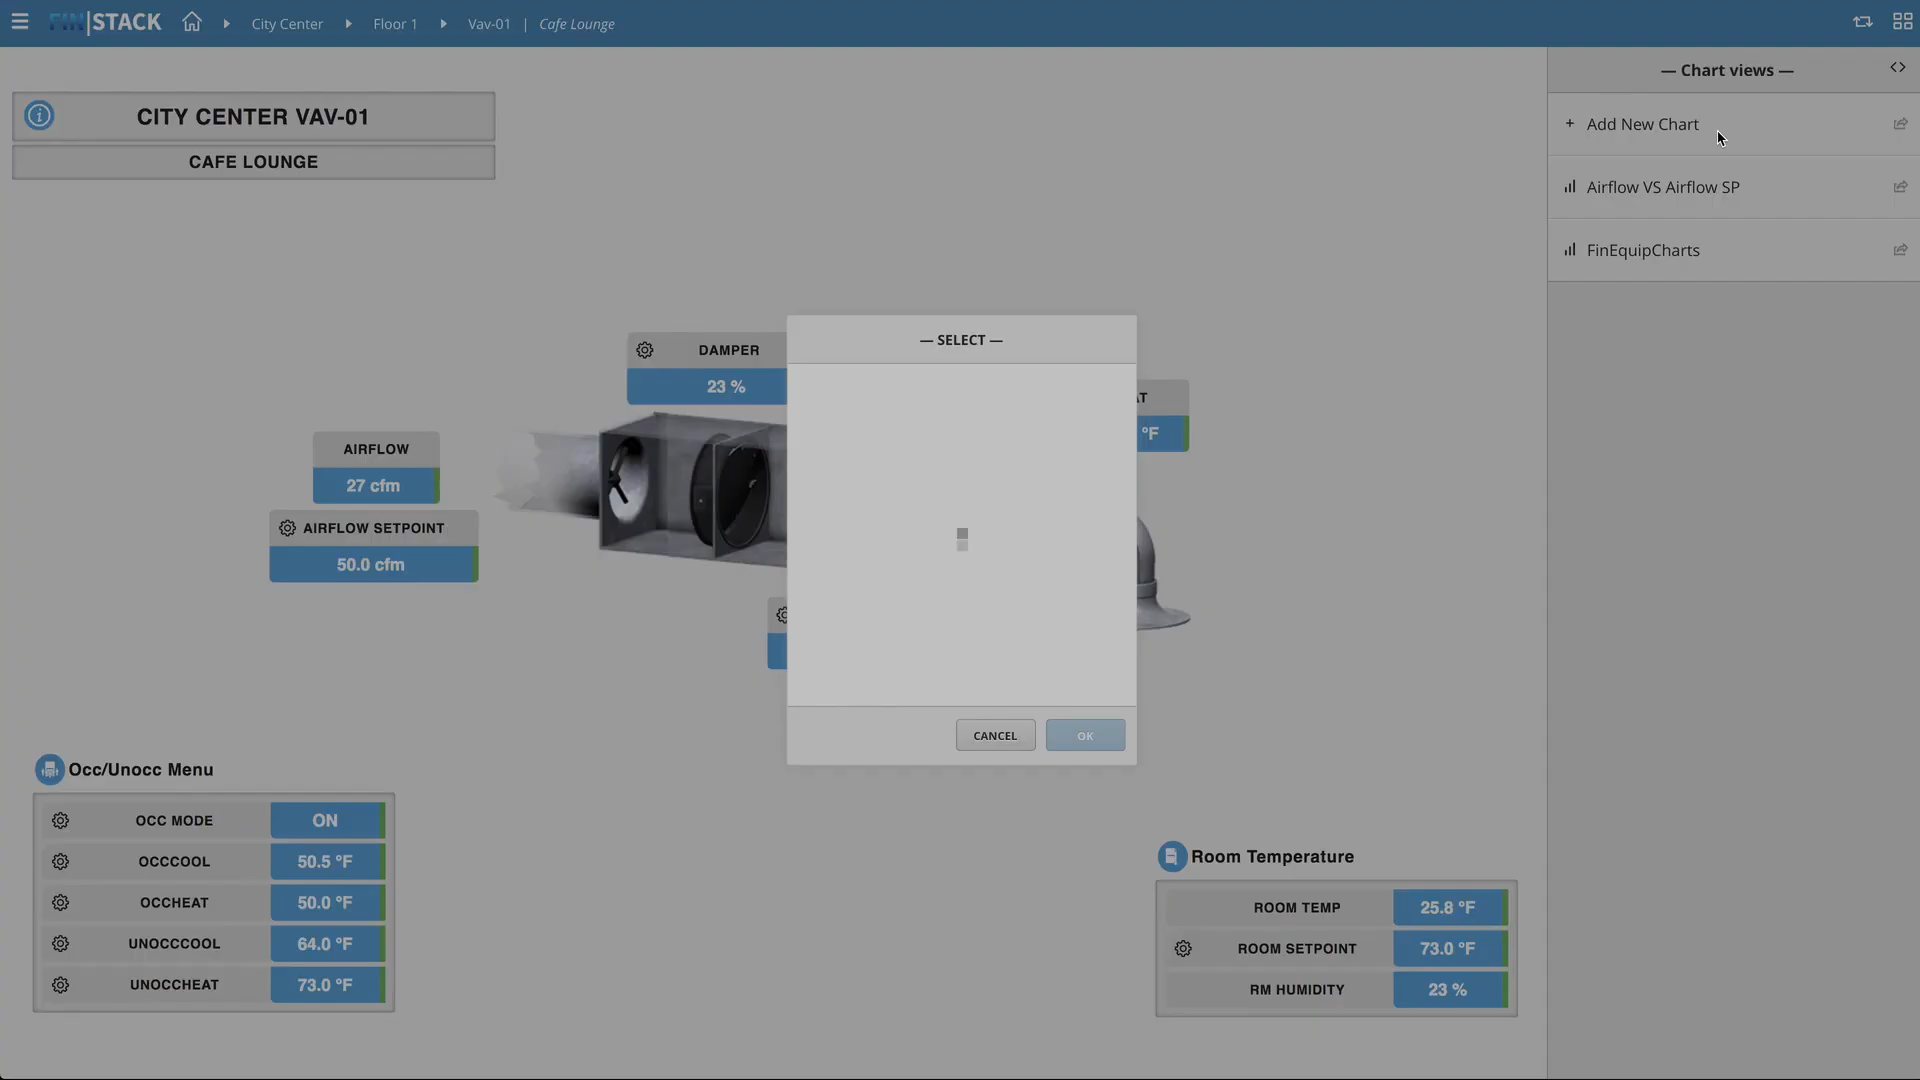 FIN|STACK
City Center
Floor 1
Vav-01 | Cafe Lounge
— Chart views —
+ Add New Chart
Airflow VS Airflow SP
FinEquipCharts
CITY CENTER VAV-01
CAFE LOUNGE
— SELECT —
DAMPER
23 %
AT
°F
AIRFLOW
27 cfm
AIRFLOW SETPOINT
50.0 cfm
CANCEL
OK
Occ/Unocc Menu
OCC MODE ON
OCCCOOL 50.5 °F
OCCHEAT 50.0 °F
UNOCCCOOL 64.0 °F
UNOCCHEAT 73.0 °F
Room Temperature
ROOM TEMP 25.8 °F
ROOM SETPOINT 73.0 °F
RM HUMIDITY 23 %